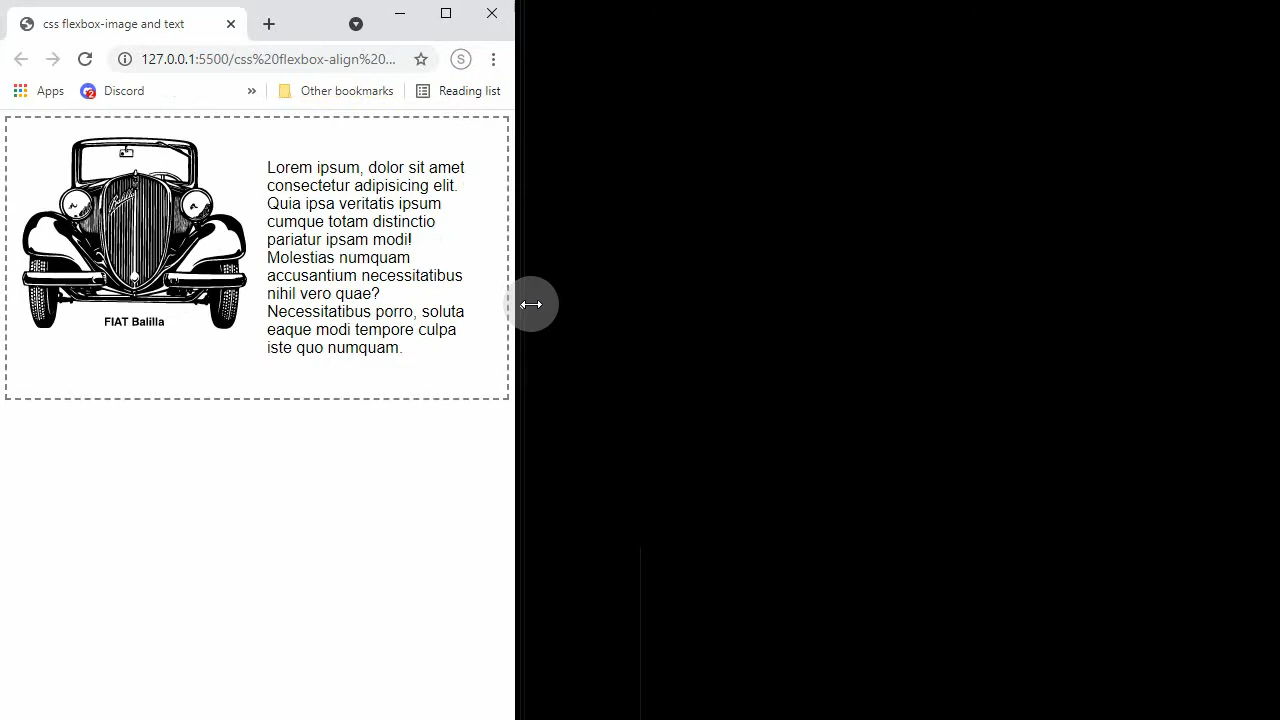 css flexbox-image and text
127.0.0.1:5500/css%20flexbox-align%20...
S
Apps
Discord
2
»
Other bookmarks
Reading list
FIAT Balilla
Lorem ipsum, dolor sit amet
consectetur adipisicing elit.
Quia ipsa veritatis ipsum
cumque totam distinctio
pariatur ipsam modi!
Molestias numquam
accusantium necessitatibus
nihil vero quae?
Necessitatibus porro, soluta
eaque modi tempore culpa
iste quo numquam.